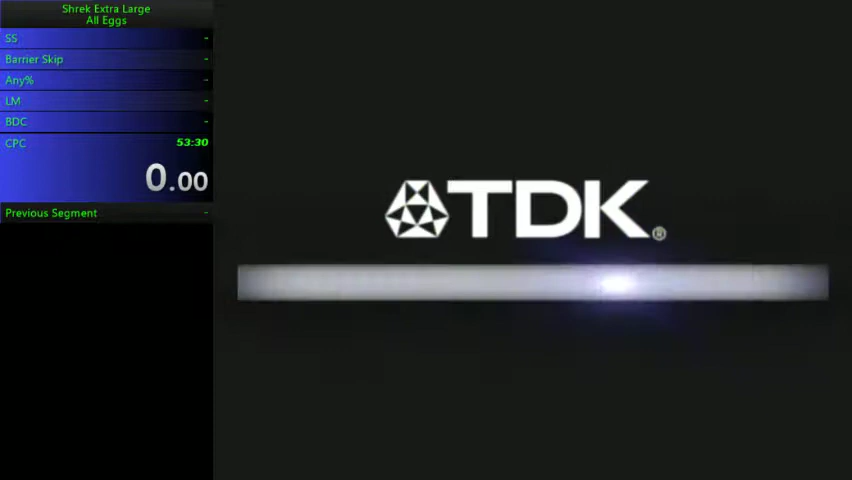 Shrek Extra Large
All Eggs
SS -
Barrier Skip -
Any% -
LM -
BDC -
CPC 53:30
0.00
Previous Segment -
TDK®